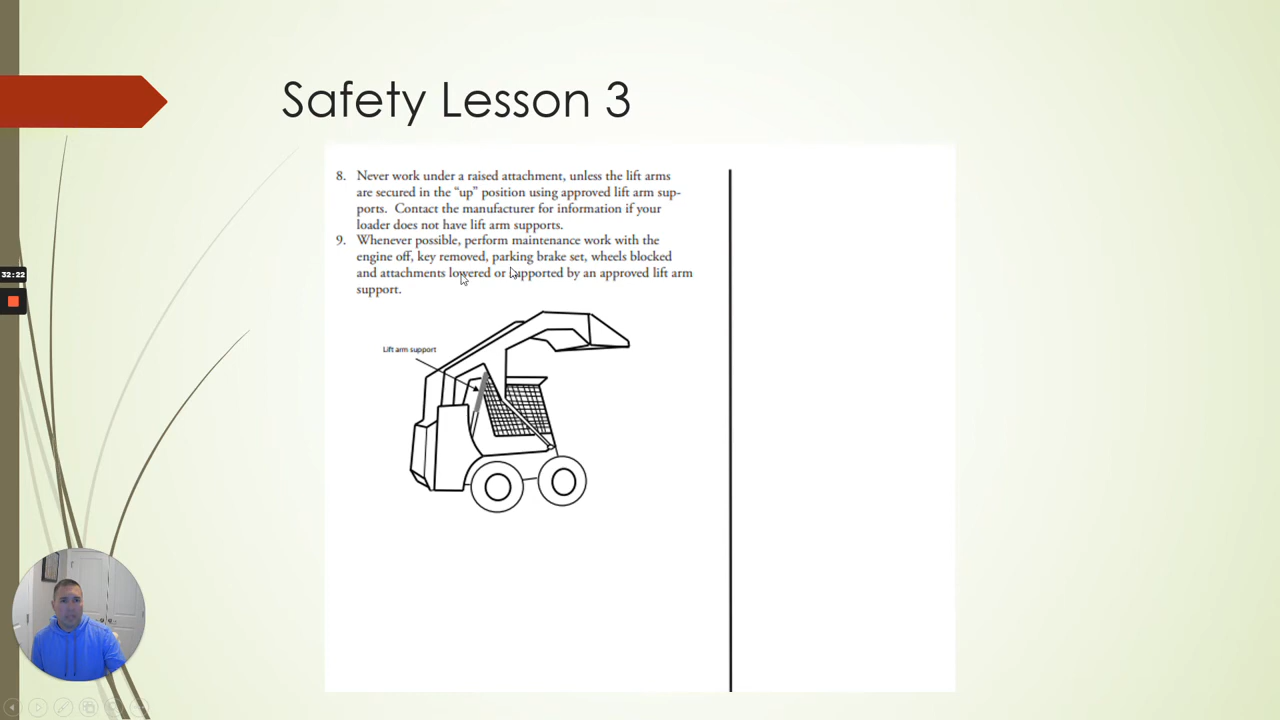 Safety Lesson 3
8. Never work under a raised attachment, unless the lift arms
are secured in the “up” position using approved lift arm sup-
ports. Contact the manufacturer for information if your
loader does not have lift arm supports.
9. Whenever possible, perform maintenance work with the
engine off, key removed, parking brake set, wheels blocked
and attachments lowered or supported by an approved lift arm
support.
Lift arm support
32:22